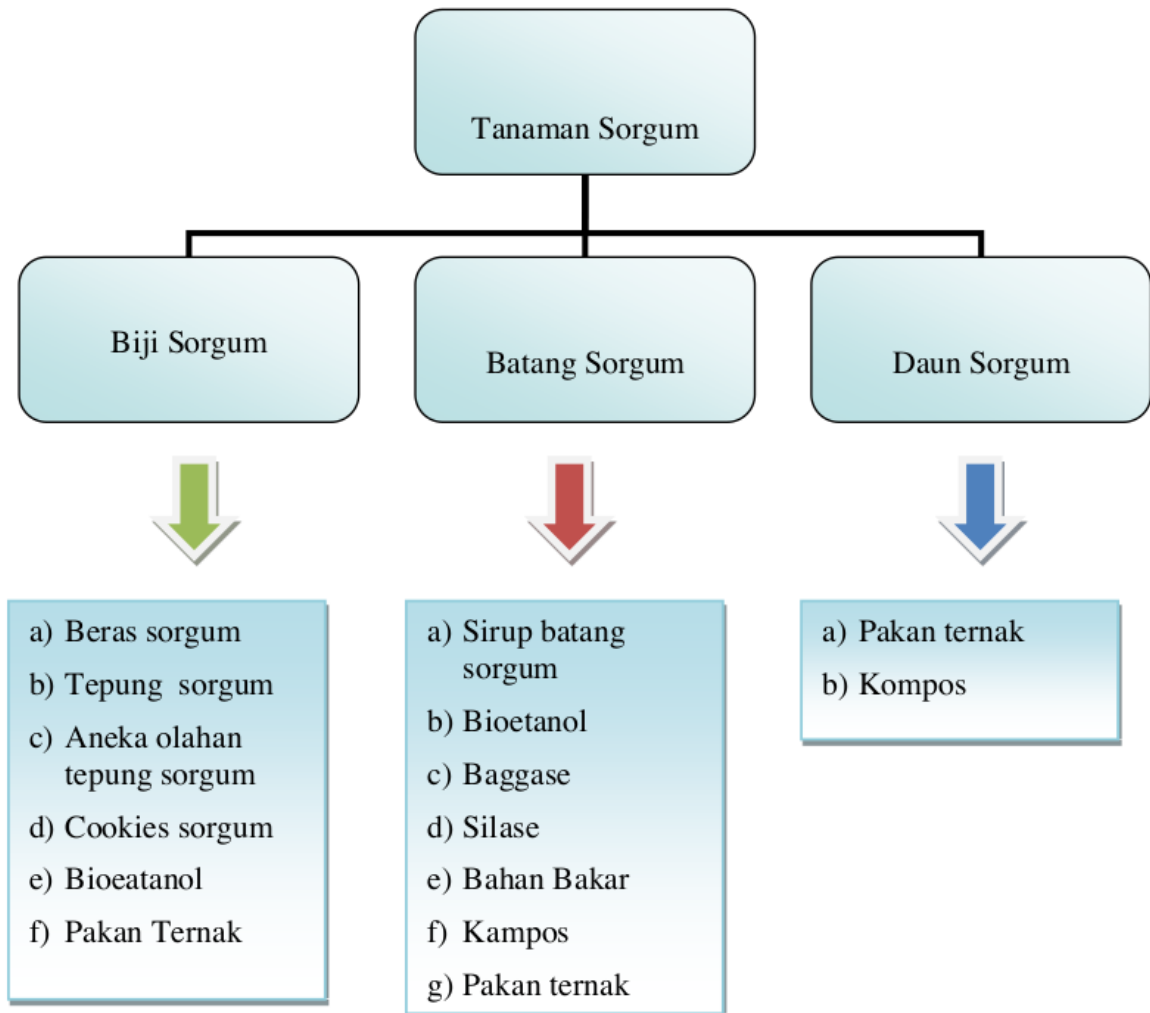 Tanaman Sorgum
Biji Sorgum
Batang Sorgum
Daun Sorgum
a) Beras sorgum
b) Tepung sorgum
c) Aneka olahan
tepung sorgum
d) Cookies sorgum
e) Bioeatanol
f) Pakan Ternak
a) Sirup batang
sorgum
b) Bioetanol
c) Baggase
d) Silase
e) Bahan Bakar
f) Kampos
g) Pakan ternak
a) Pakan ternak
b) Kompos